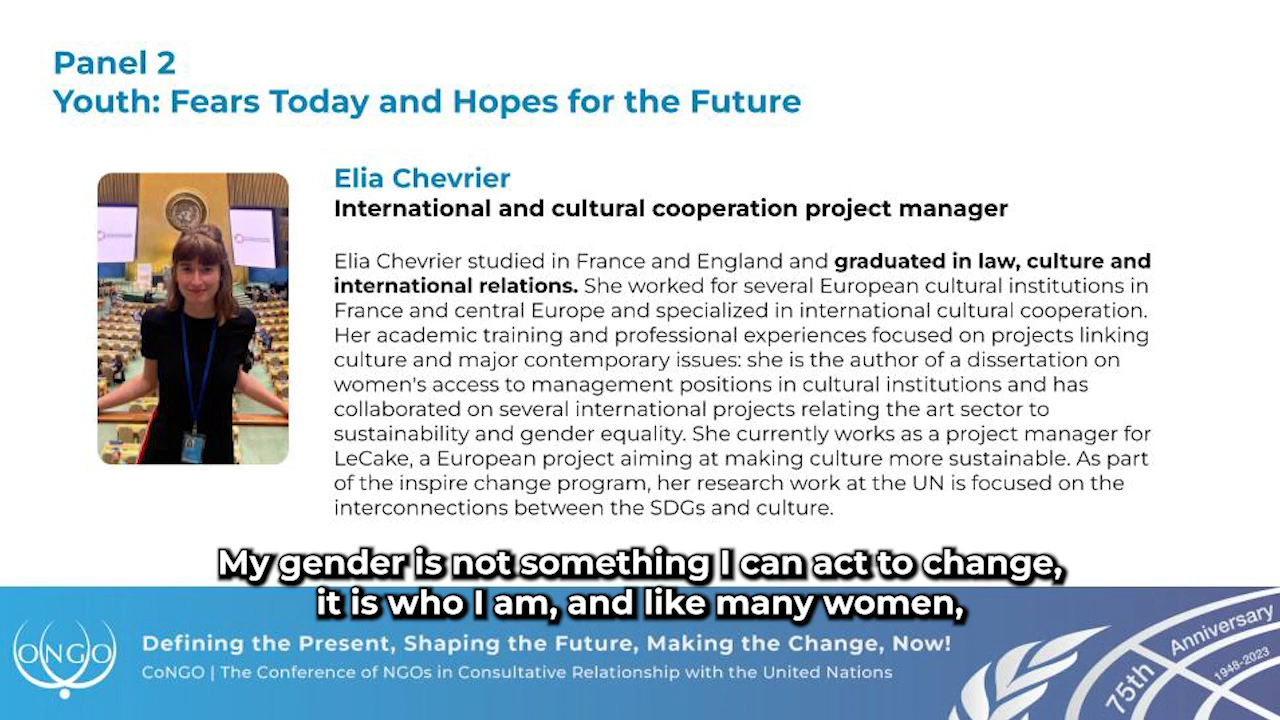 Panel 2
Youth: Fears Today and Hopes for the Future
Elia Chevrier
International and cultural cooperation project manager
Elia Chevrier studied in France and England and graduated in law, culture and
international relations. She worked for several European cultural institutions in
France and central Europe and specialized in international cultural cooperation.
Her academic training and professional experiences focused on projects linking
culture and major contemporary issues: she is the author of a dissertation on
women's access to management positions in cultural institutions and has
collaborated on several international projects relating the art sector to
sustainability and gender equality. She currently works as a project manager for
LeCake, a European project aiming at making culture more sustainable. As part
of the inspire change program, her research work at the UN is focused on the
interconnections between the SDGs and culture.
My gender is not something I can act to change,
it is who I am, and like many women,
CONGO
Defining the Present, Shaping the Future, Making the Change, Now!
CoNGO | The Conference of NGOs in Consultative Relationship with the United Nations
75th Anniversary
1948-2023